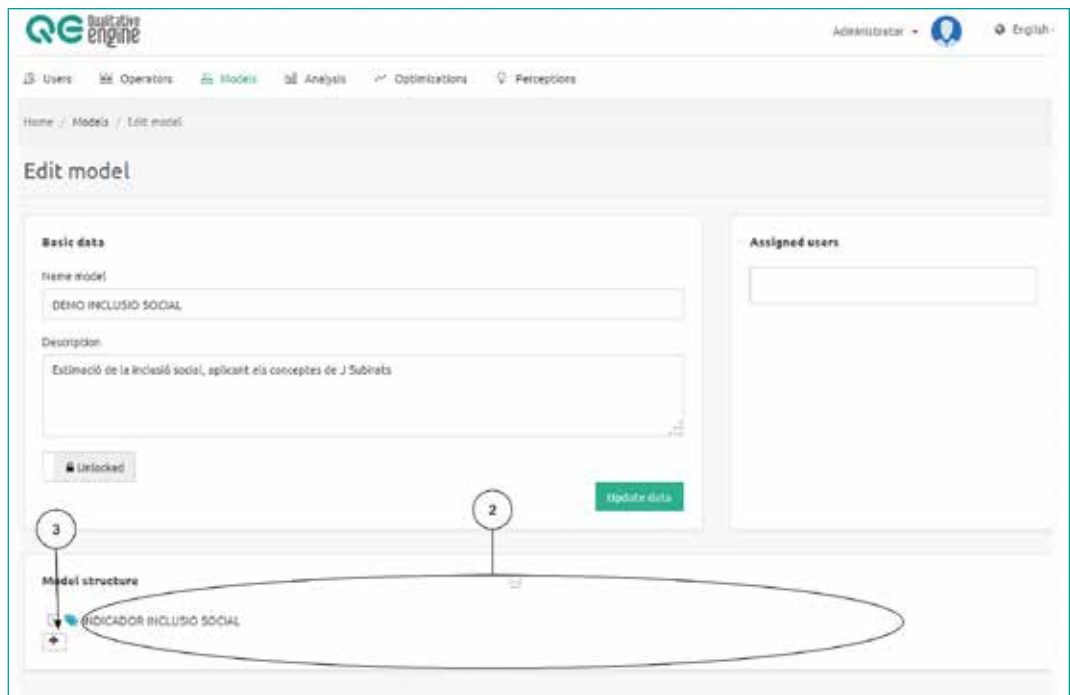 QE Qualitative engine
Administrator
English
Users Operators Models Analysis Optimizations Perceptions
Home / Models / Edit model
Edit model
Basic data
Assigned users
Name model
DEMO INCLUSIO SOCIAL
Description
Estimació de la inclusió social, aplicant els conceptes de J Subirats
Unlocked
Update data
2
3
Model structure
INDICADOR INCLUSIO SOCIAL
+